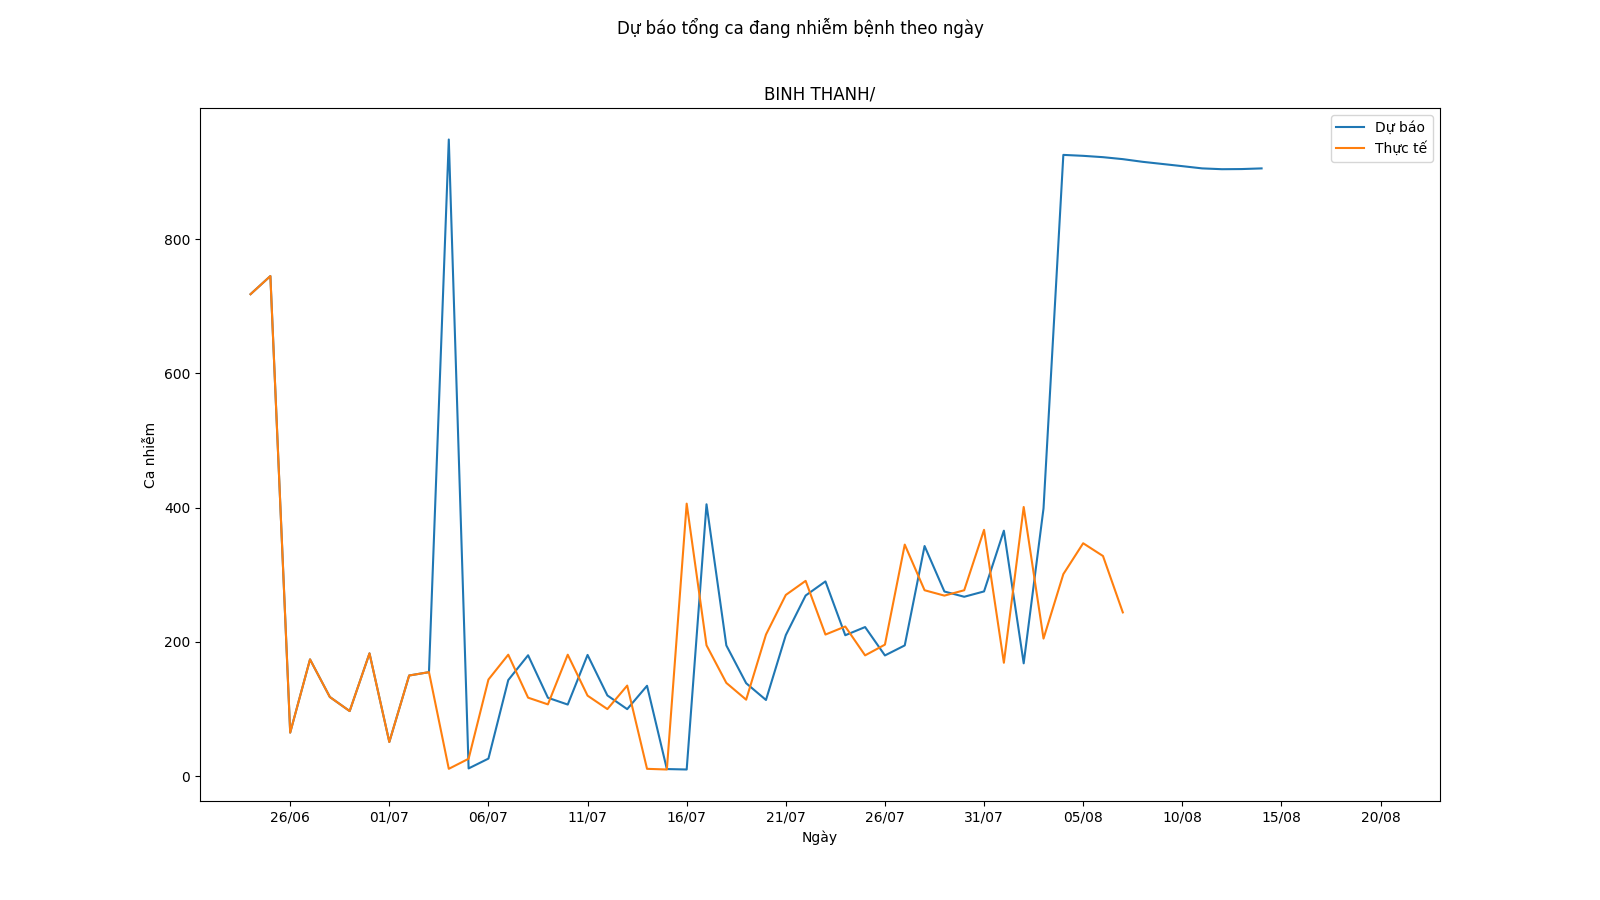 Dự báo tổng ca đang nhiễm bệnh theo ngày
BINH THANH/
Dự báo
Thực tế
800
600
400
200
0
Ca nhiễm
26/06 01/07 06/07 11/07 16/07 21/07 26/07 31/07 05/08 10/08 15/08 20/08
Ngày